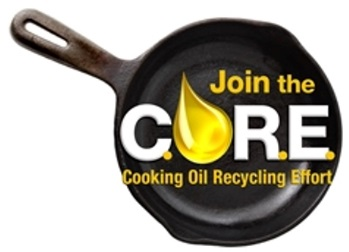 Join the
C.O.R.E.
Cooking Oil Recycling Effort